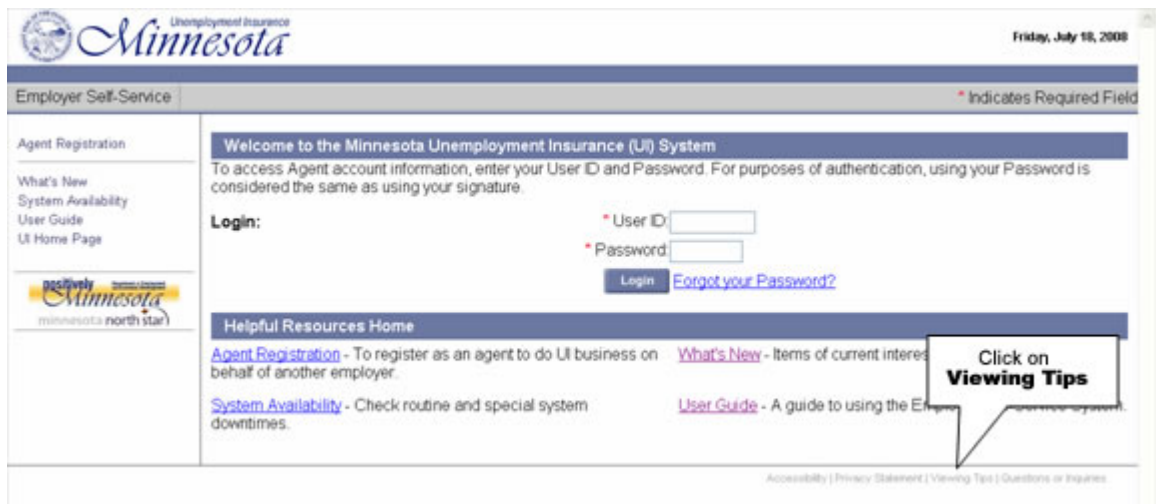 Unemployment Insurance
Minnesota
Friday, July 18, 2008
Employer Self-Service
* Indicates Required Field
Agent Registration
What's New
System Availability
User Guide
UI Home Page
positively
Minnesota
minnesota north star
Welcome to the Minnesota Unemployment Insurance (UI) System
To access Agent account information, enter your User ID and Password. For purposes of authentication, using your Password is
considered the same as using your signature.
Login:
* User ID:
* Password:
Login Forgot your Password?
Helpful Resources Home
Agent Registration - To register as an agent to do UI business on
behalf of another employer.
What's New - Items of current interes
System Availability - Check routine and special system
downtimes.
User Guide - A guide to using the Emplo
System.
Click on
Viewing Tips
Accessibility | Privacy Statement | Viewing Tips | Questions or Inquiries